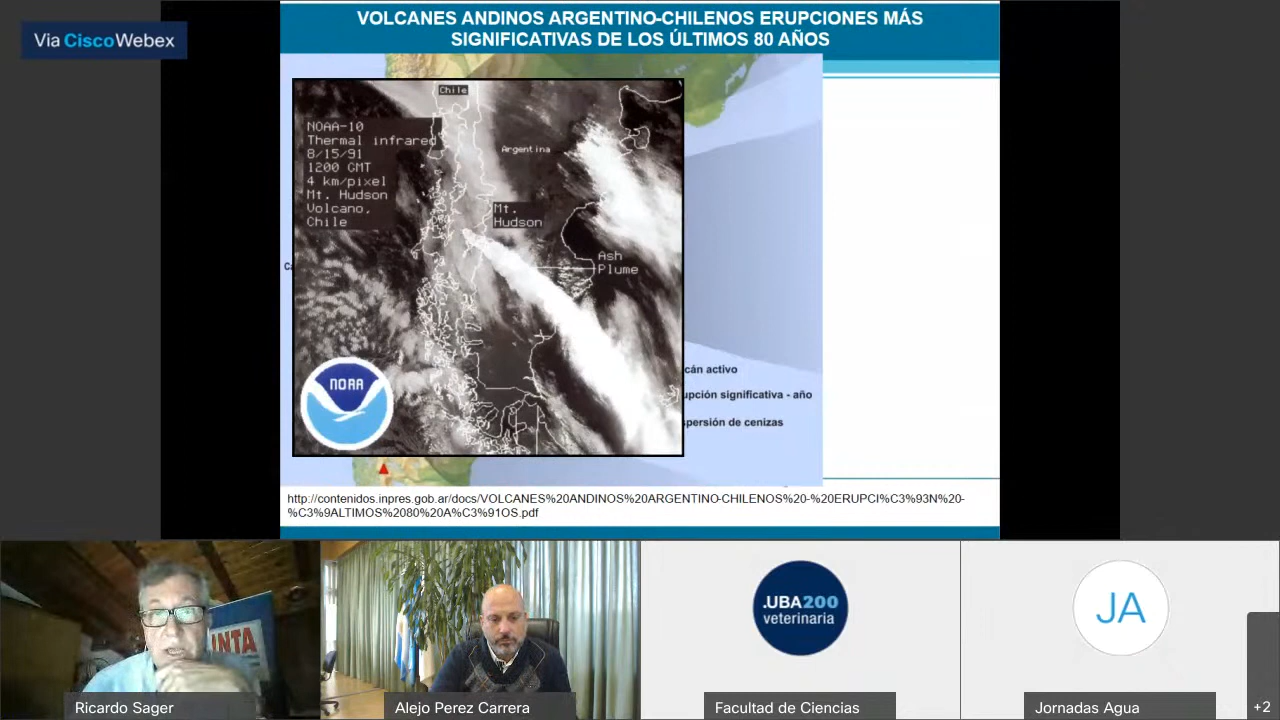 Via Cisco Webex
VOLCANES ANDINOS ARGENTINO-CHILENOS ERUPCIONES MÁS
SIGNIFICATIVAS DE LOS ÚLTIMOS 80 AÑOS
Chile
NOAA-10
Thermal infrared
8/15/91
1200 GMT
4 km/pixel
Mt. Hudson
Volcano,
Chile
Argentina
Mt.
Hudson
Ash
Plume
NOAA
cán activo
upción significativa - año
spersión de cenizas
http://contenidos.inpres.gob.ar/docs/VOLCANES%20ANDINOS%20ARGENTINO-CHILENOS%20-%20ERUPCI%C3%93N%20-
%C3%9ALTIMOS%2080%20A%C3%91OS.pdf
INTA
.UBA200
veterinaria
JA
Ricardo Sager
Alejo Perez Carrera
Facultad de Ciencias
Jornadas Agua
+2